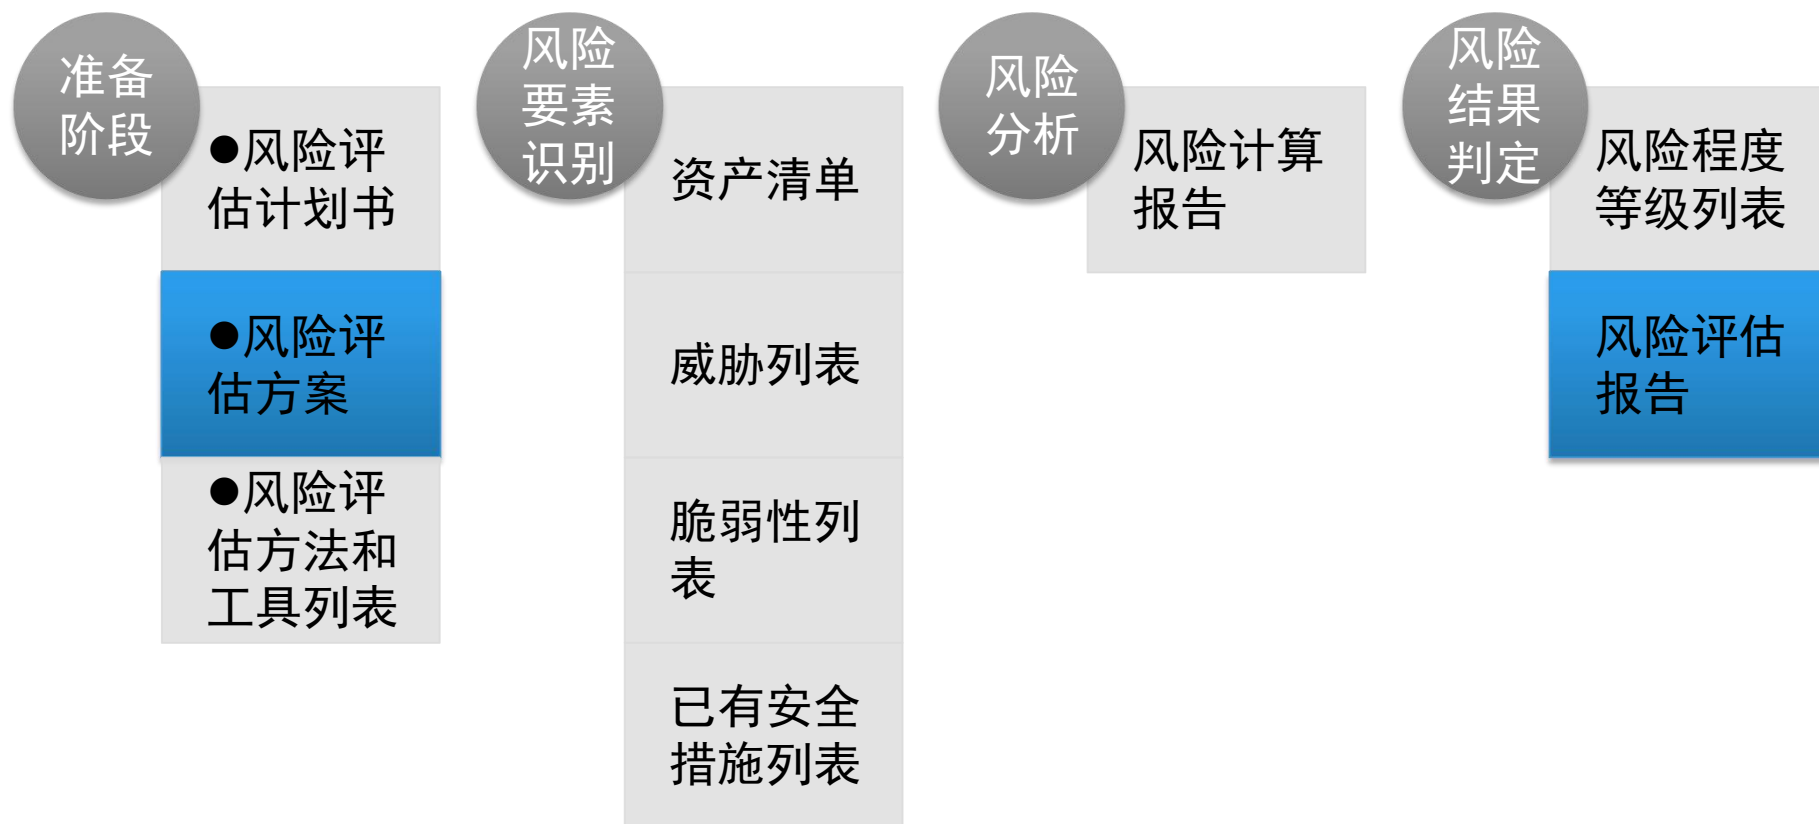 准备
阶段
●风险评
估计划书
●风险评
估方案
●风险评
估方法和
工具列表
风险
要素
识别
资产清单
威胁列表
脆弱性列
表
已有安全
措施列表
风险
分析
风险计算
报告
风险
结果
判定
风险程度
等级列表
风险评估
报告